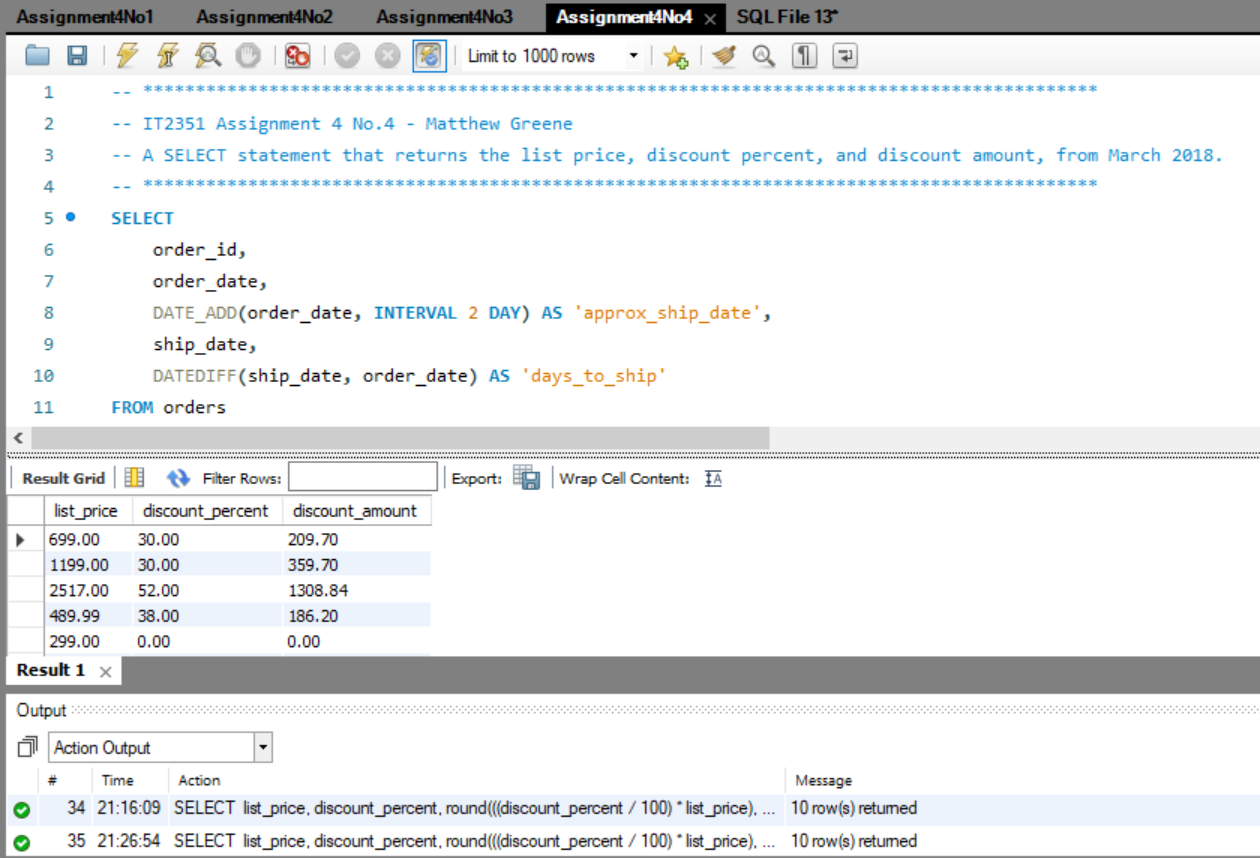 Assignment4No1 Assignment4No2 Assignment4No3 Assignment4No4 × SQL File 13*
Limit to 1000 rows
1 -- *******************************************************************************************
2 -- IT2351 Assignment 4 No.4 - Matthew Greene
3 -- A SELECT statement that returns the list price, discount percent, and discount amount, from March 2018.
4 -- *******************************************************************************************
5 SELECT
6 order_id,
7 order_date,
8 DATE_ADD(order_date, INTERVAL 2 DAY) AS 'approx_ship_date',
9 ship_date,
10 DATEDIFF(ship_date, order_date) AS 'days_to_ship'
11 FROM orders
Result Grid Filter Rows: Export: Wrap Cell Content:
list_price discount_percent discount_amount
699.00 30.00 209.70
1199.00 30.00 359.70
2517.00 52.00 1308.84
489.99 38.00 186.20
299.00 0.00 0.00
Result 1 ×
Output
Action Output
# Time Action Message
34 21:16:09 SELECT list_price, discount_percent, round(((discount_percent / 100) * list_price), ... 10 row(s) returned
35 21:26:54 SELECT list_price, discount_percent, round(((discount_percent / 100) * list_price), ... 10 row(s) returned